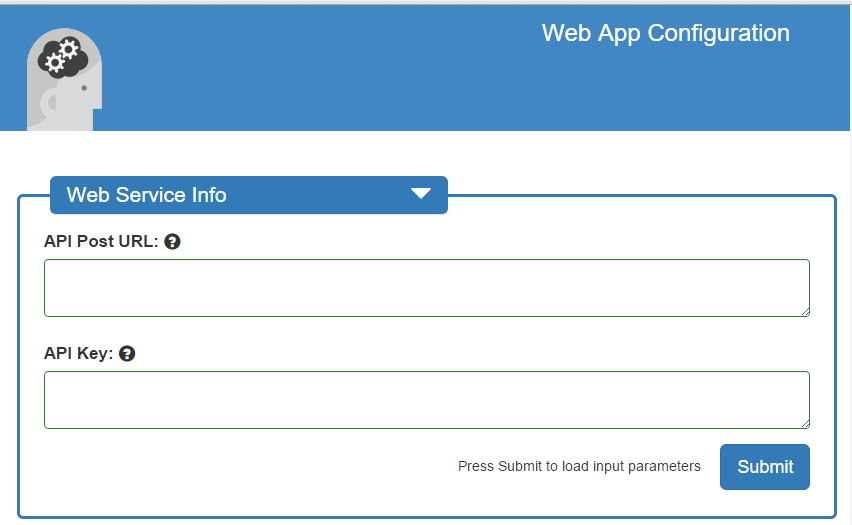 Web App Configuration
Web Service Info
API Post URL:
API Key:
Press Submit to load input parameters
Submit